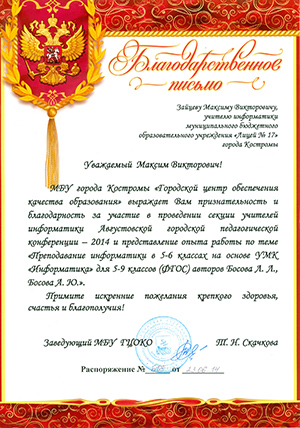 Благодарственное
письмо
Зайцеву Максиму Викторовичу,
учителю информатики
муниципального бюджетного
образовательного учреждения «Лицей № 17»
города Костромы
Уважаемый Максим Викторович!
МБУ города Костромы «Городской центр обеспечения
качества образования» выражает Вам признательность и
благодарность за участие в проведении секции учителей
информатики Августовской городской педагогической
конференции – 2014 и представление опыта работы по теме
«Преподавание информатики в 5-6 классах на основе УМК
«Информатика» для 5-9 классов (ФГОС) авторов Босова Л. Л.,
Босова А. Ю.».
Примите искренние пожелания крепкого здоровья,
счастья и благополучия!
Заведующий МБУ ГЦОКО Т. Н. Скачкова
Распоряжение № от